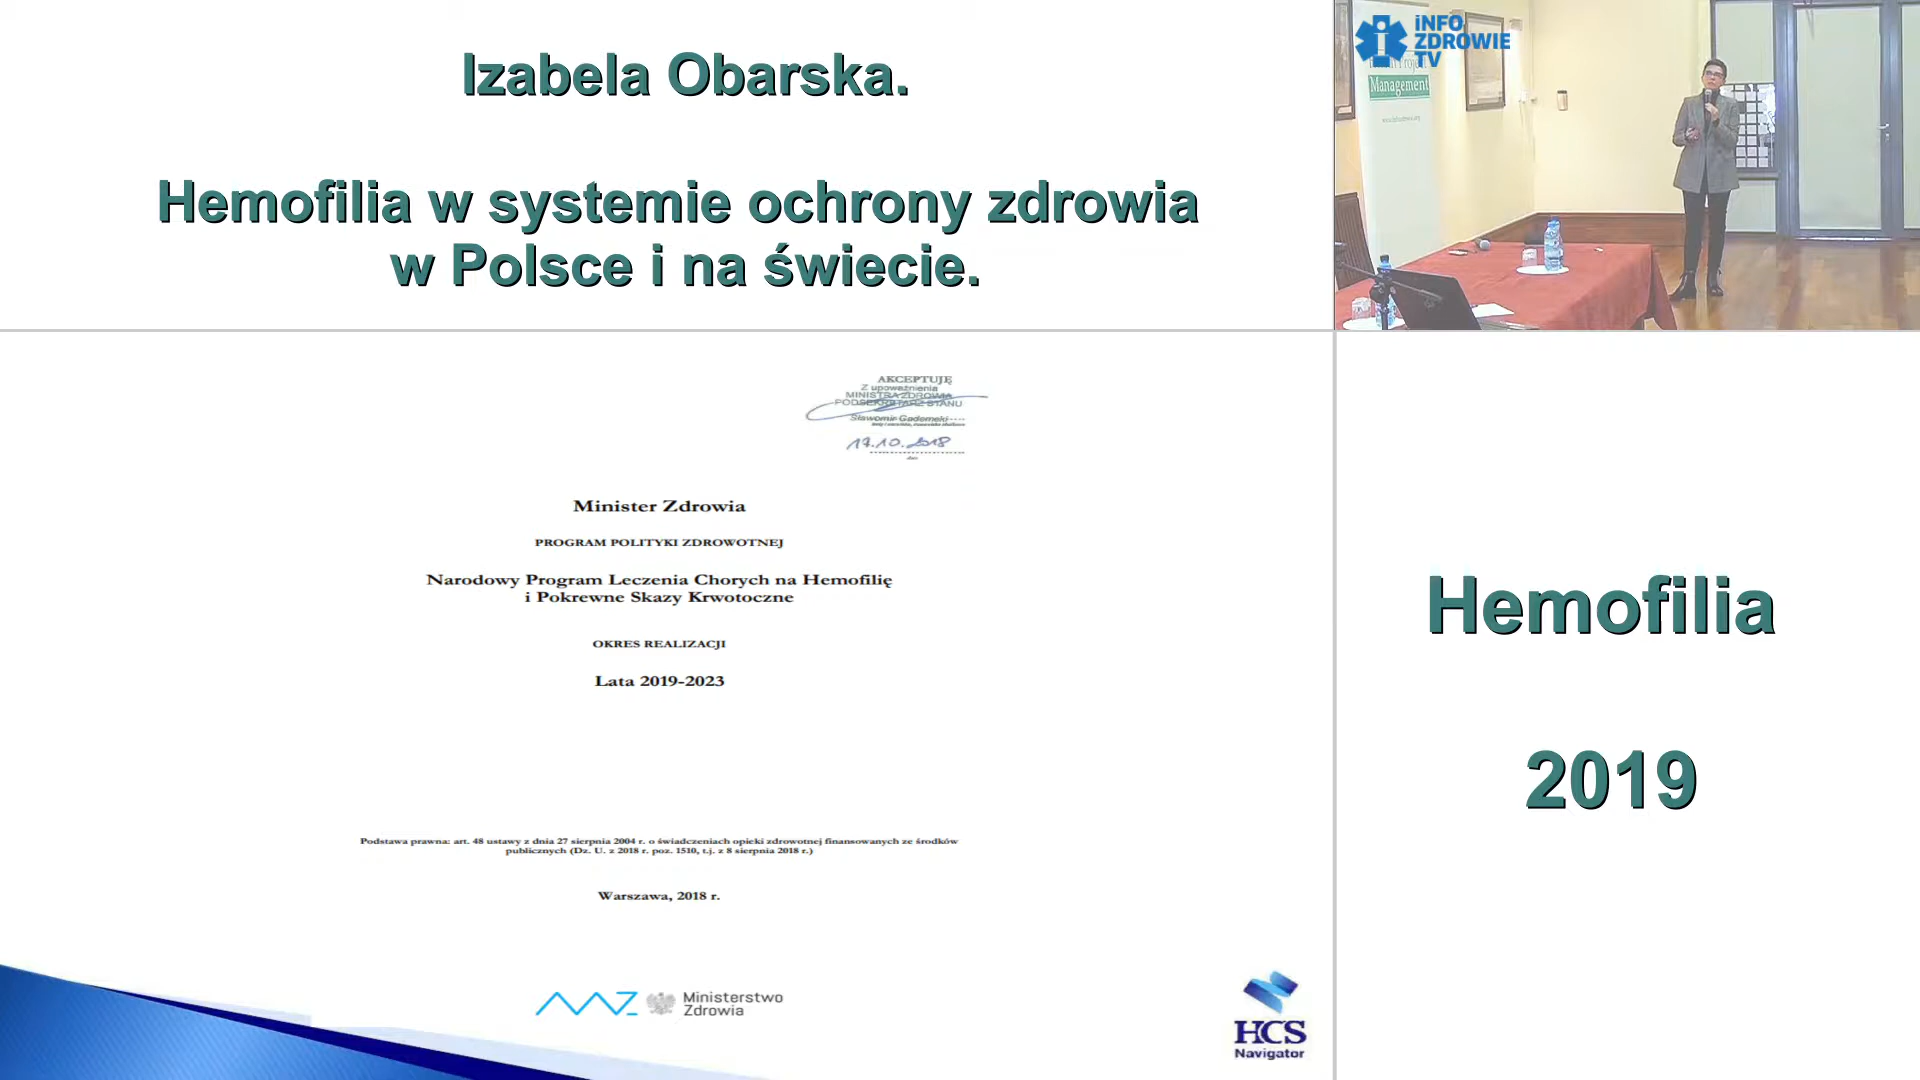 Izabela Obarska.
Hemofilia w systemie ochrony zdrowia
w Polsce i na świecie.
iNFO
ZDROWIE
TV
Management
AKCEPTUJĘ
Z upoważnienia
MINISTRA ZDROWIA
PODSEKRETARZ STANU
Sławomir Gadomski
17.10.2018
Minister Zdrowia
PROGRAM POLITYKI ZDROWOTNEJ
Narodowy Program Leczenia Chorych na Hemofilię
i Pokrewne Skazy Krwotoczne
OKRES REALIZACJI
Lata 2019-2023
Podstawa prawna: art. 48 ustawy z dnia 27 sierpnia 2004 r. o świadczeniach opieki zdrowotnej finansowanych ze środków
publicznych (Dz. U. z 2018 r. poz. 1510, t.j. z 8 sierpnia 2018 r.)
Warszawa, 2018 r.
Ministerstwo
Zdrowia
HCS
Navigator
Hemofilia
2019